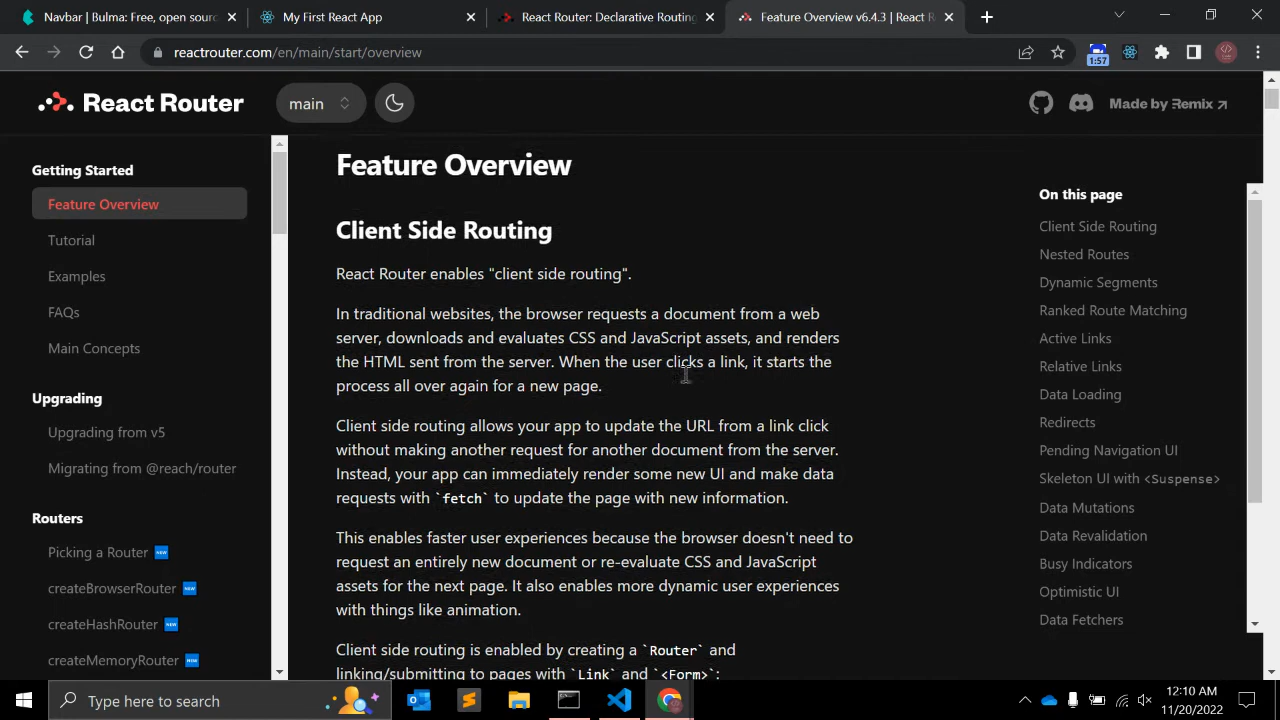 Navbar | Bulma: Free, open sourc
My First React App
React Router: Declarative Routing
Feature Overview v6.4.3 | React R
reactrouter.com/en/main/start/overview
1:57
React Router
main
Made by Remix ↗
Getting Started
Feature Overview
Tutorial
Examples
FAQs
Main Concepts
Upgrading
Upgrading from v5
Migrating from @reach/router
Routers
Picking a Router NEW
createBrowserRouter NEW
createHashRouter NEW
createMemoryRouter NEW
Feature Overview
Client Side Routing
React Router enables "client side routing".
In traditional websites, the browser requests a document from a web
server, downloads and evaluates CSS and JavaScript assets, and renders
the HTML sent from the server. When the user clicks a link, it starts the
process all over again for a new page.
Client side routing allows your app to update the URL from a link click
without making another request for another document from the server.
Instead, your app can immediately render some new UI and make data
requests with `fetch` to update the page with new information.
This enables faster user experiences because the browser doesn't need to
request an entirely new document or re-evaluate CSS and JavaScript
assets for the next page. It also enables more dynamic user experiences
with things like animation.
Client side routing is enabled by creating a `Router` and
linking/submitting to pages with `Link` and `<Form>`:
On this page
Client Side Routing
Nested Routes
Dynamic Segments
Ranked Route Matching
Active Links
Relative Links
Data Loading
Redirects
Pending Navigation UI
Skeleton UI with <Suspense>
Data Mutations
Data Revalidation
Busy Indicators
Optimistic UI
Data Fetchers
Type here to search
12:10 AM
11/20/2022